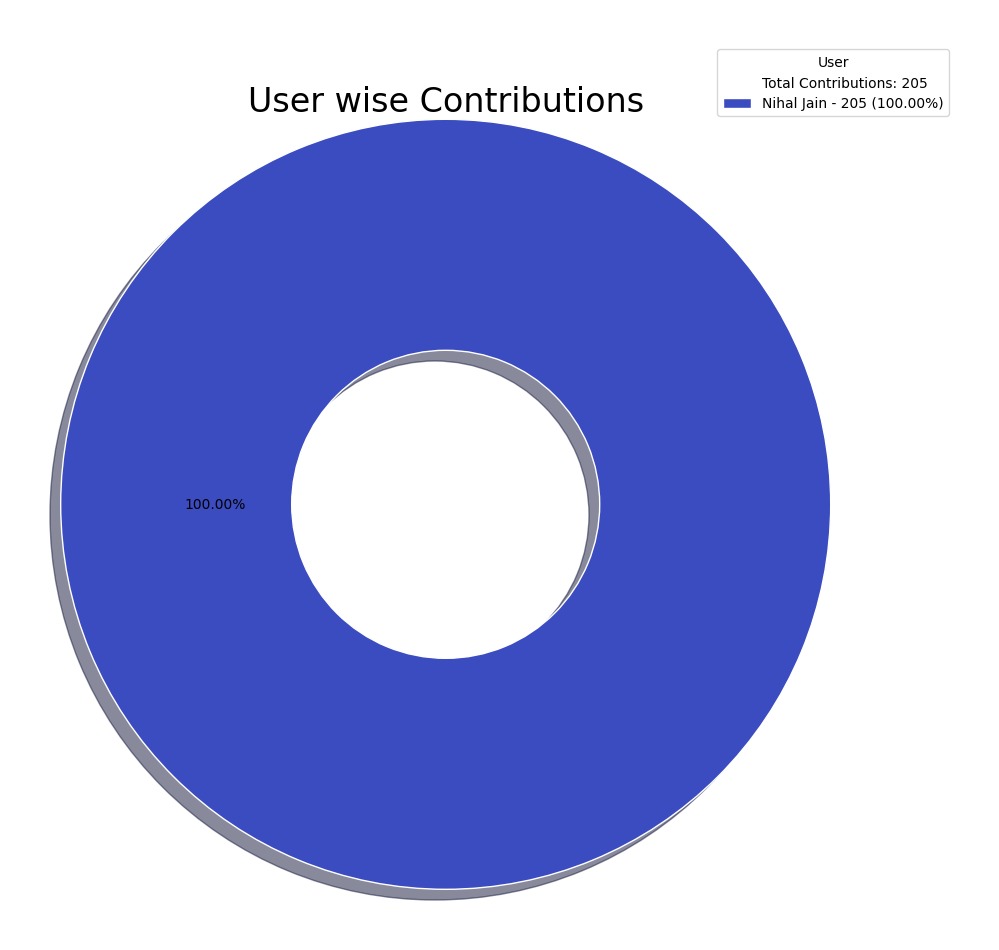 User
Total Contributions: 205
Nihal Jain - 205 (100.00%)
User wise Contributions
100.00%